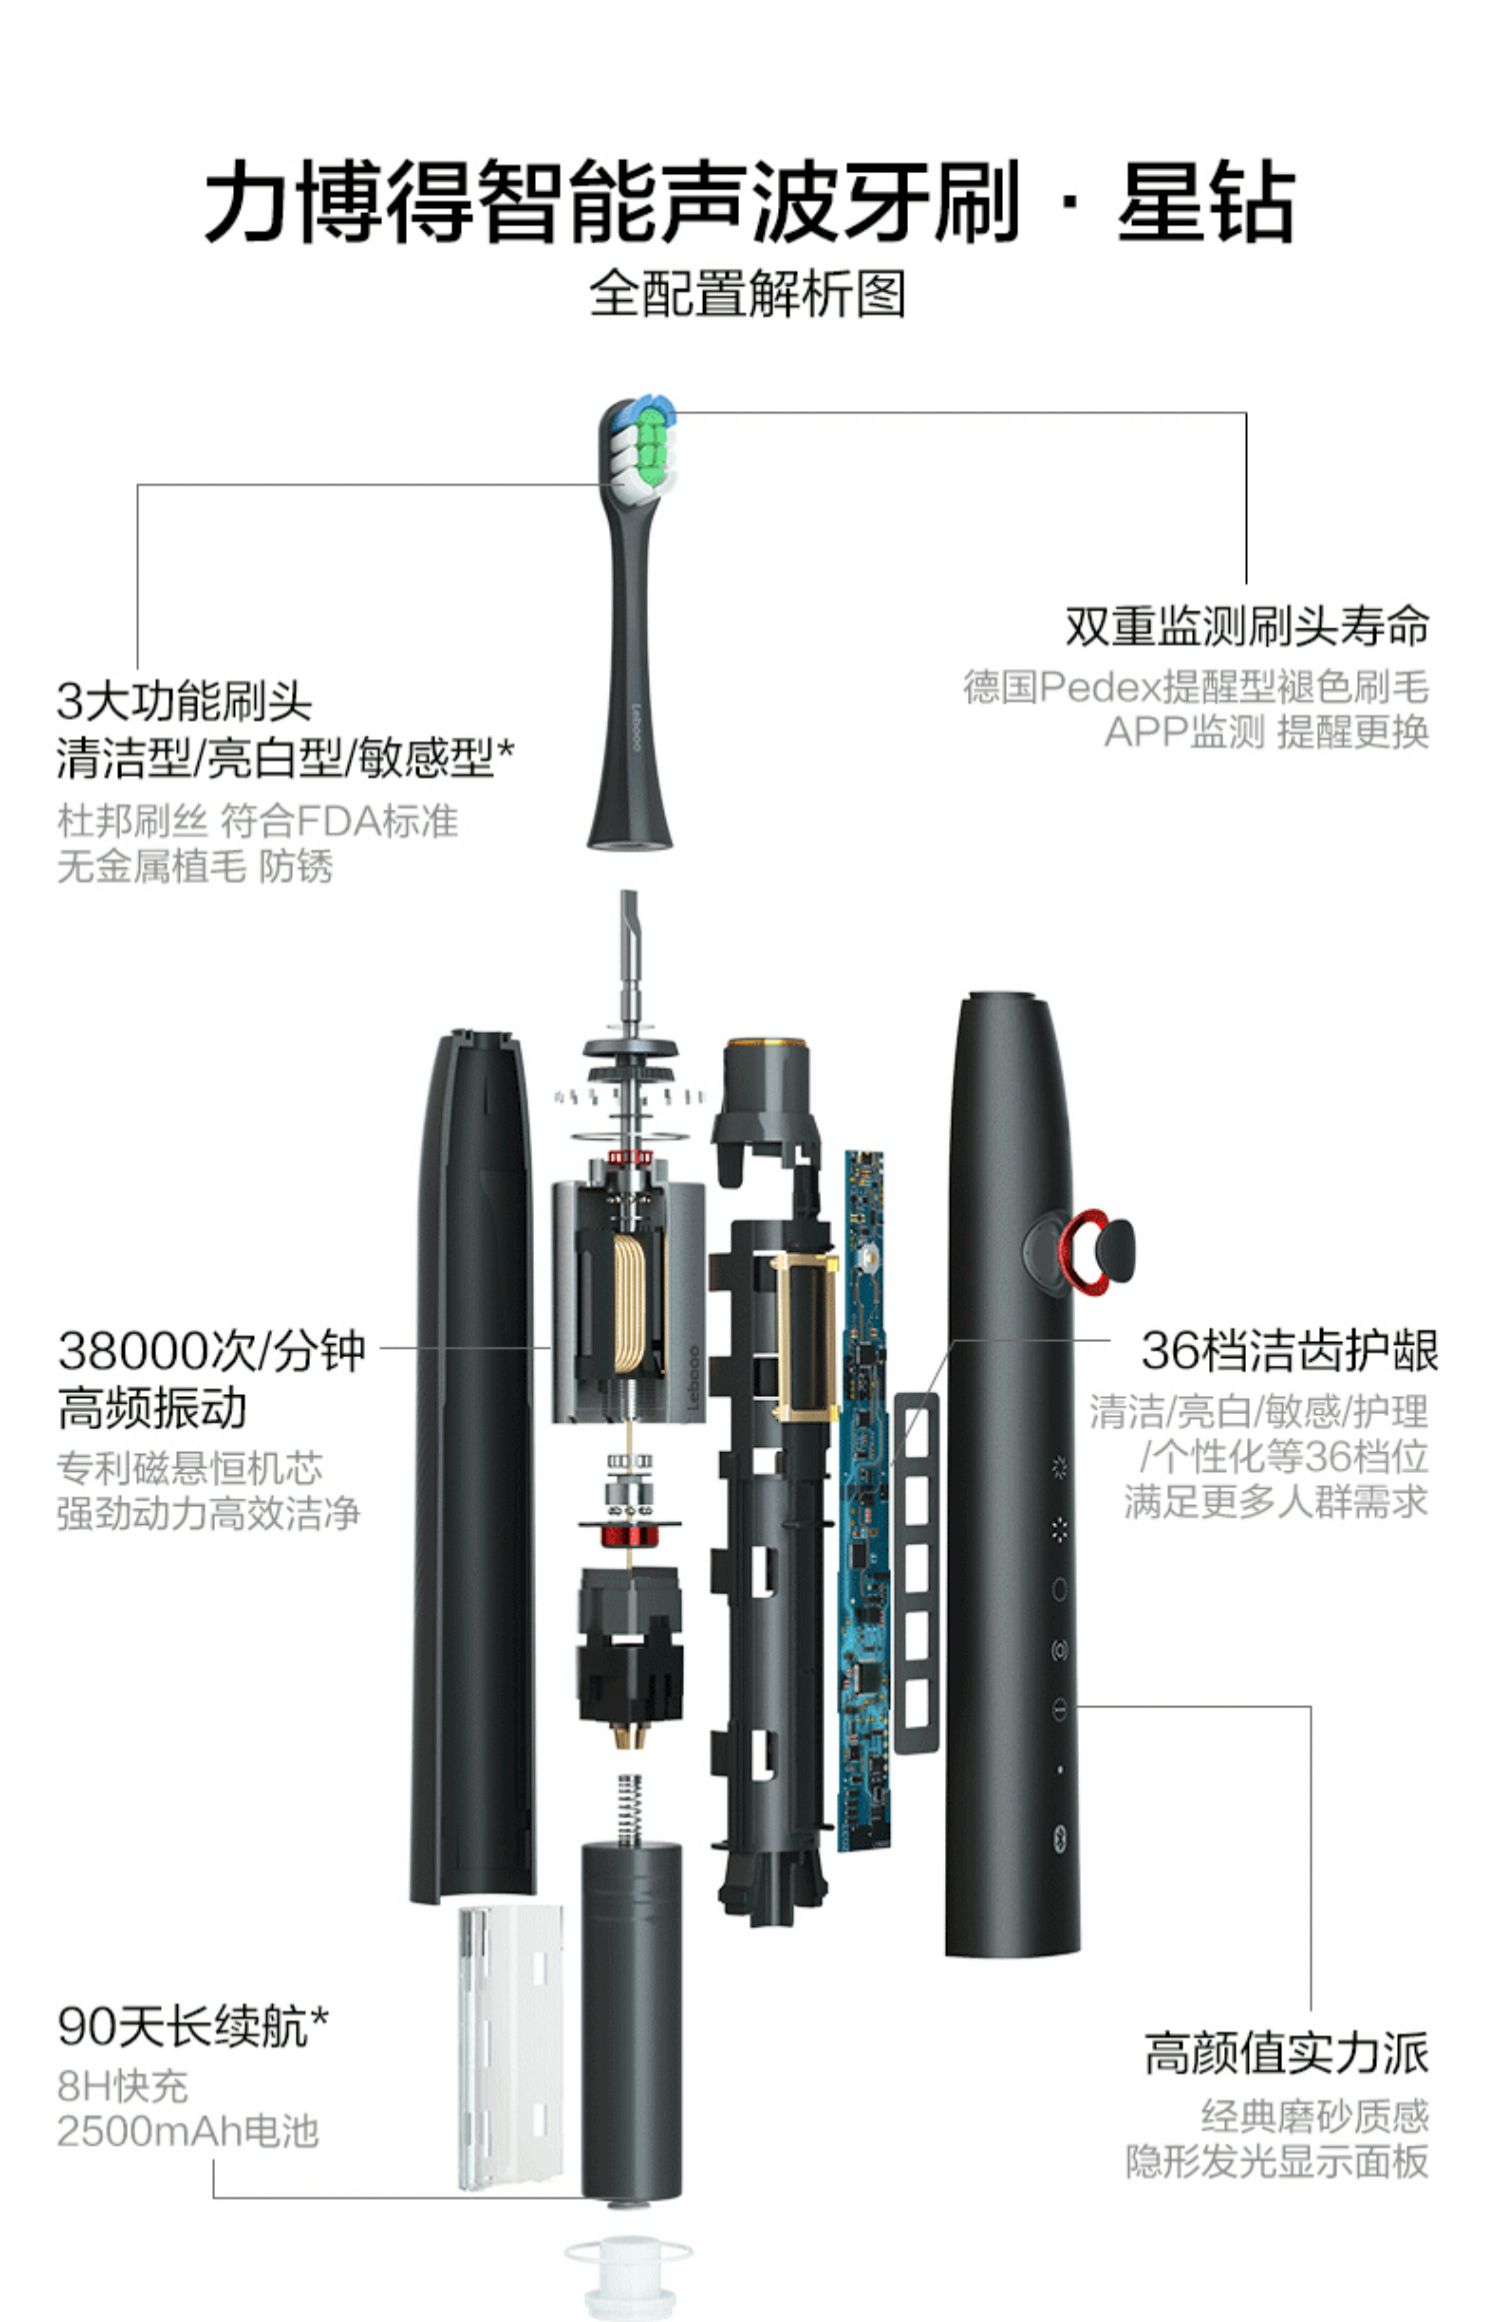 力博得智能声波牙刷·星钻
全配置解析图
双重监测刷头寿命
德国Pedex提醒型褪色刷毛
APP监测 提醒更换
3大功能刷头
清洁型/亮白型/敏感型*
杜邦刷丝 符合FDA标准
无金属植毛 防锈
Lebooo
38000次/分钟
高频振动
专利磁悬恒机芯
强劲动力高效洁净
Lebooo
36档洁齿护龈
清洁/亮白/敏感/护理
/个性化等36档位
满足更多人群需求
90天长续航*
8H快充
2500mAh电池
高颜值实力派
经典磨砂质感
隐形发光显示面板